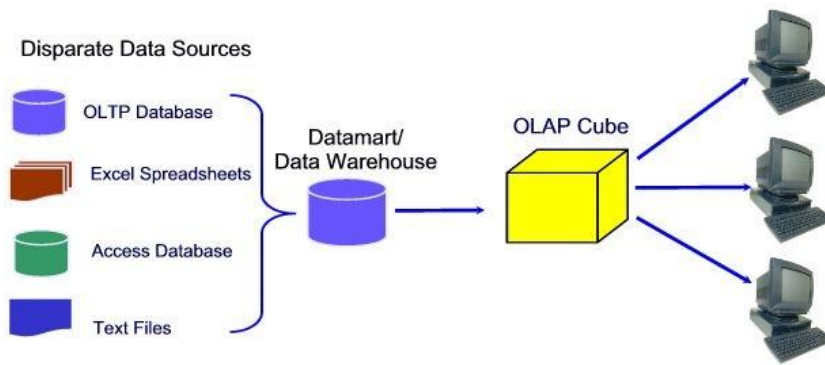 Disparate Data Sources
OLTP Database
Excel Spreadsheets
Access Database
Text Files
Datamart/
Data Warehouse
OLAP Cube